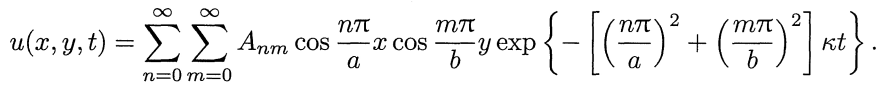 u(x, y, t) = \sum_{n=0}^{\infty} \sum_{m=0}^{\infty} A_{nm} \cos \frac{n\pi}{a} x \cos \frac{m\pi}{b} y \exp \left\{ - \left[ \left( \frac{n\pi}{a} \right)^2 + \left( \frac{m\pi}{b} \right)^2 \right] \kappa t \right\}.